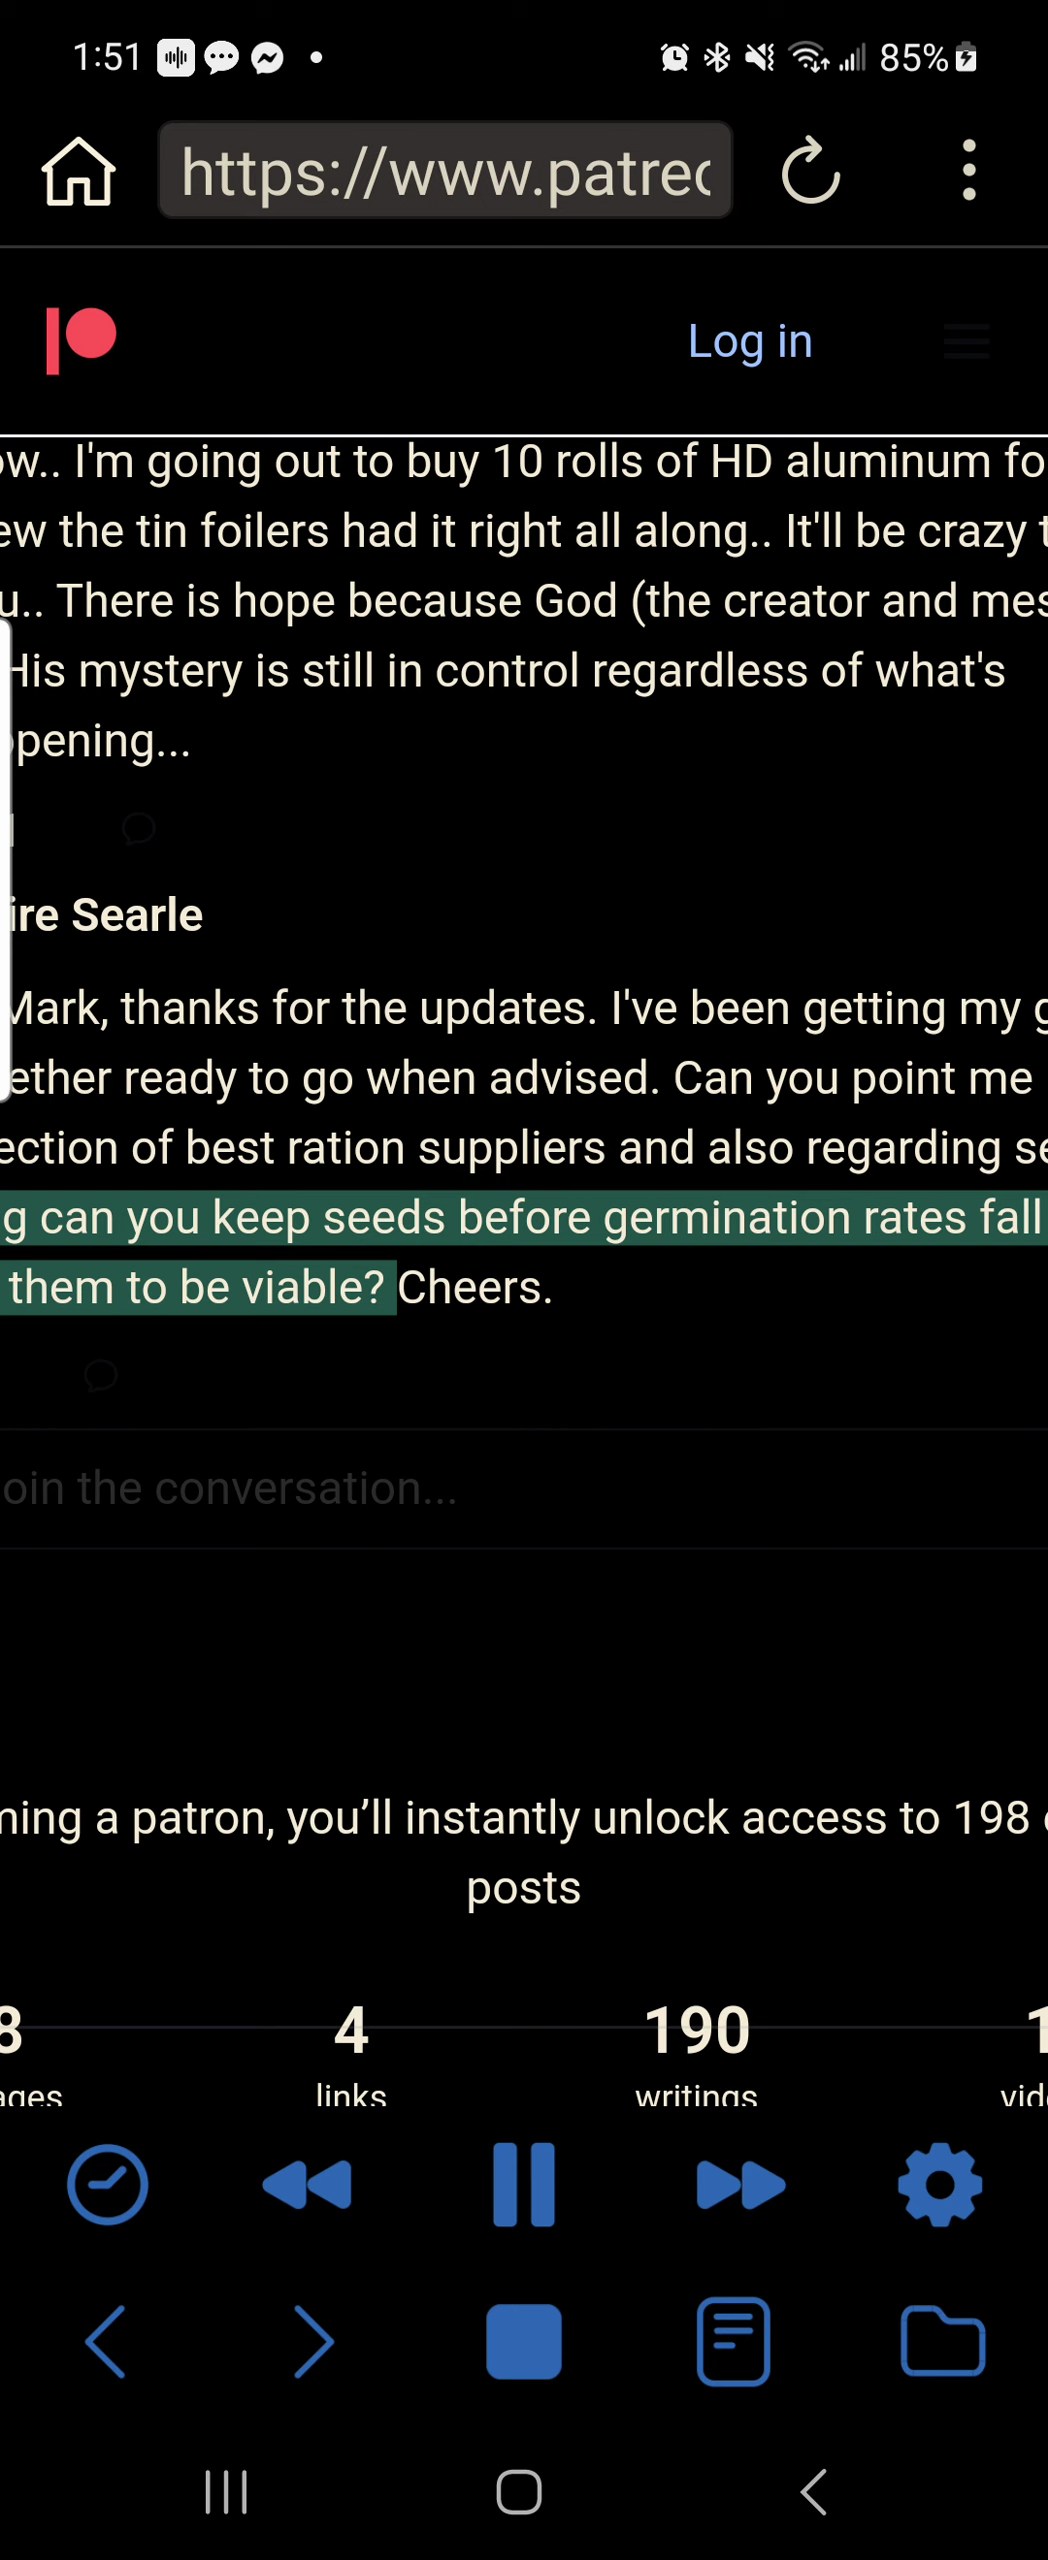 1:51
85%
https://www.patreo
Log in
ow.. I'm going out to buy 10 rolls of HD aluminum fo
ew the tin foilers had it right all along.. It'll be crazy t
u.. There is hope because God (the creator and mes
His mystery is still in control regardless of what's
ppening...
ire Searle
Mark, thanks for the updates. I've been getting my g
ether ready to go when advised. Can you point me
ection of best ration suppliers and also regarding se
g can you keep seeds before germination rates fall
them to be viable? Cheers.
oin the conversation...
ming a patron, you’ll instantly unlock access to 198
posts
8
4
190
1
ages
links
writings
vid